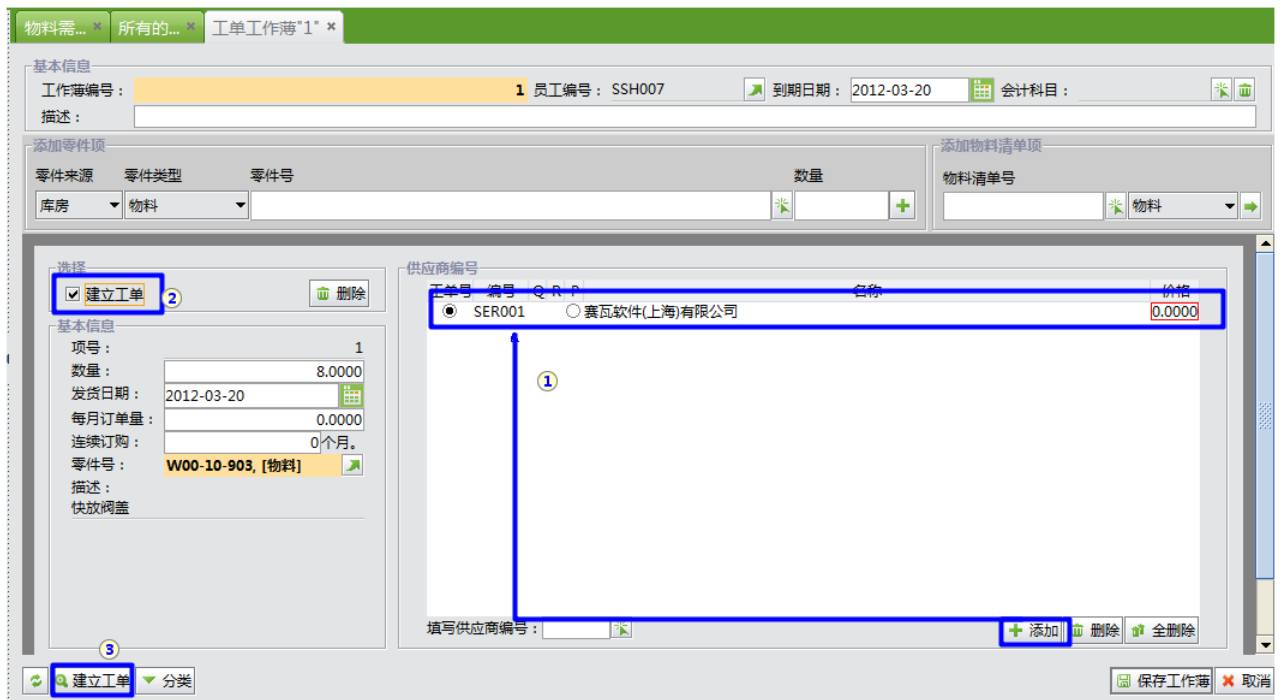 物料需... × 所有的... × 工单工作薄"1" ×
基本信息
工作薄编号： 1 员工编号： SSH007 到期日期： 2012-03-20 会计科目：
描述：
添加零件项 添加物料清单项
零件来源 零件类型 零件号 数量 物料清单号
库房 物料 物料
选择 供应商编号
建立工单 ② 删除 工单号 编号 Q R P 名称 价格
SER001 赛瓦软件(上海)有限公司 0.0000
基本信息
项号： 1
数量： 8.0000
①
发货日期： 2012-03-20
每月订单量： 0.0000
连续订购： 0个月。
零件号： W00-10-903, [物料]
描述：
快放阀盖
填写供应商编号： 添加 删除 全删除
③
建立工单 分类 保存工作薄 取消